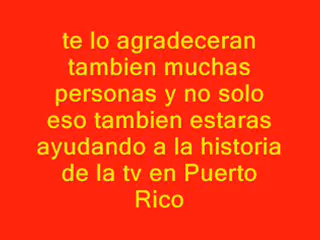 te lo agradeceran
tambien muchas
personas y no solo
eso tambien estaras
ayudando a la historia
de la tv en Puerto
Rico